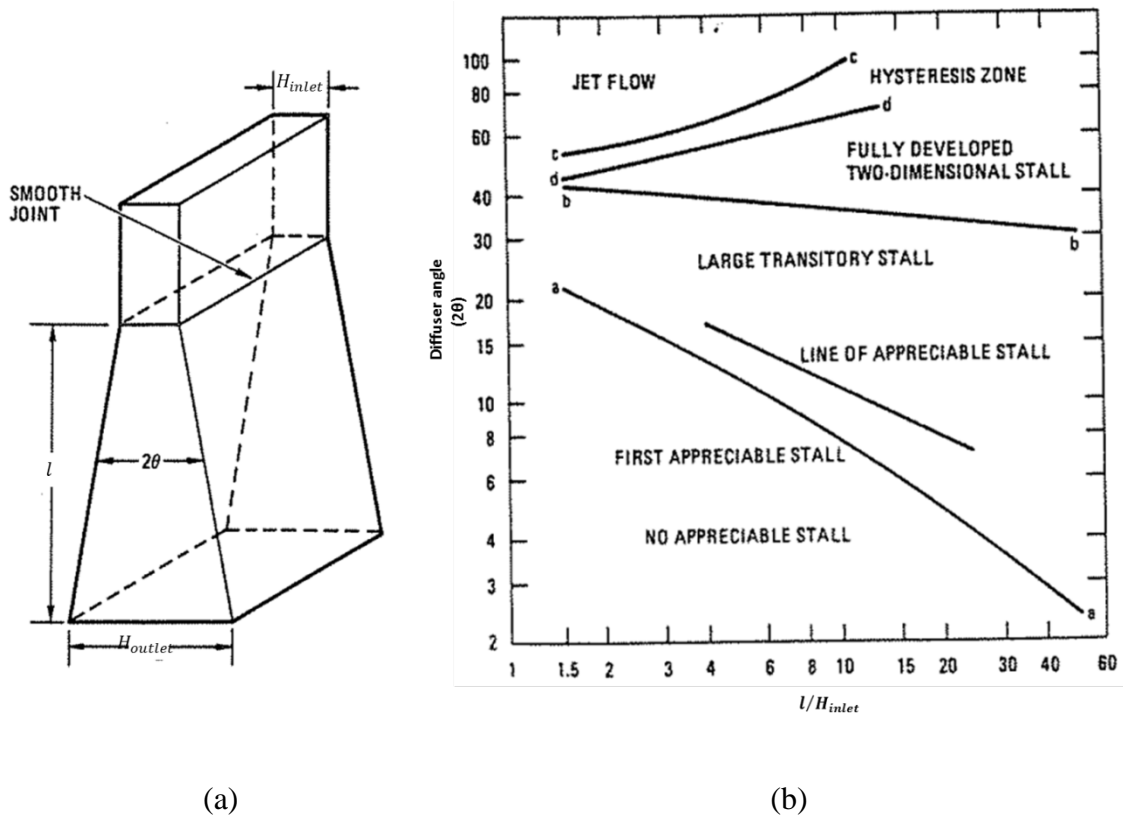 H_inlet
SMOOTH
JOINT
l
2θ
H_outlet
(a)
Diffuser angle
(2θ)
100
80
60
40
30
20
15
10
8
6
4
3
2
JET FLOW
c
HYSTERESIS ZONE
d
c
FULLY DEVELOPED
TWO-DIMENSIONAL STALL
d
b
b
LARGE TRANSITORY STALL
a
LINE OF APPRECIABLE STALL
FIRST APPRECIABLE STALL
NO APPRECIABLE STALL
a
1 1.5 2 3 4 6 8 10 15 20 30 40 60
l/H_inlet
(b)